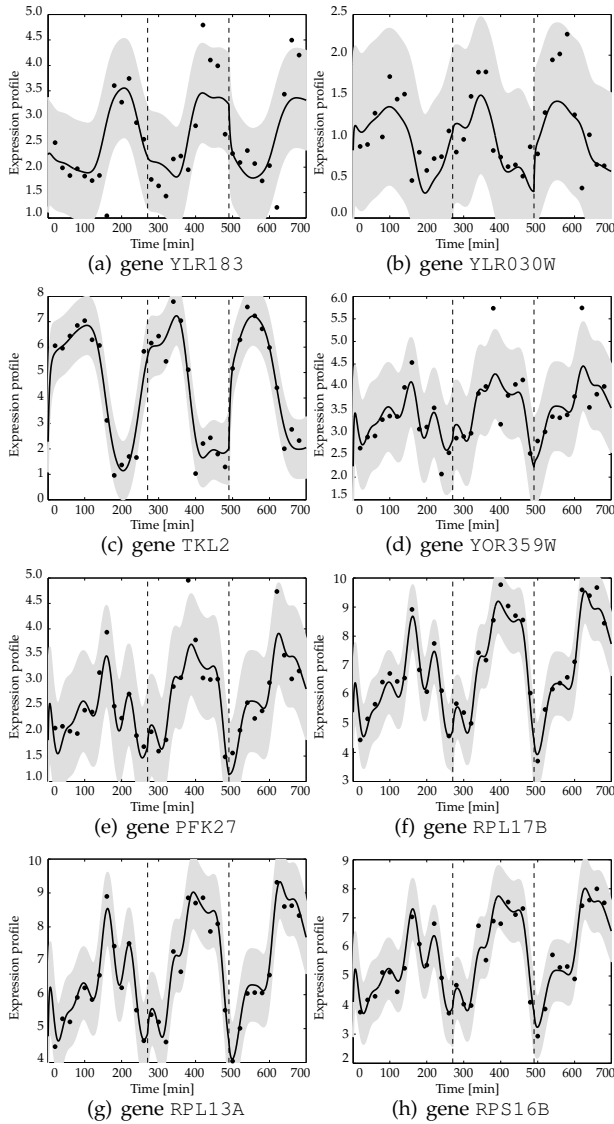 Expression profile
5.0
4.5
4.0
3.5
3.0
2.5
2.0
1.5
1.0
0 100 200 300 400 500 600 700
Time [min]
(a) gene YLR183
Expression profile
2.5
2.0
1.5
1.0
0.5
0.0
0 100 200 300 400 500 600 700
Time [min]
(b) gene YLR030W
Expression profile
8
7
6
5
4
3
2
1
0
0 100 200 300 400 500 600 700
Time [min]
(c) gene TKL2
Expression profile
6.0
5.5
5.0
4.5
4.0
3.5
3.0
2.5
2.0
1.5
0 100 200 300 400 500 600 700
Time [min]
(d) gene YOR359W
Expression profile
5.0
4.5
4.0
3.5
3.0
2.5
2.0
1.5
1.0
0 100 200 300 400 500 600 700
Time [min]
(e) gene PFK27
Expression profile
10
9
8
7
6
5
4
3
0 100 200 300 400 500 600 700
Time [min]
(f) gene RPL17B
Expression profile
10
9
8
7
6
5
4
0 100 200 300 400 500 600 700
Time [min]
(g) gene RPL13A
Expression profile
9
8
7
6
5
4
3
2
0 100 200 300 400 500 600 700
Time [min]
(h) gene RPS16B